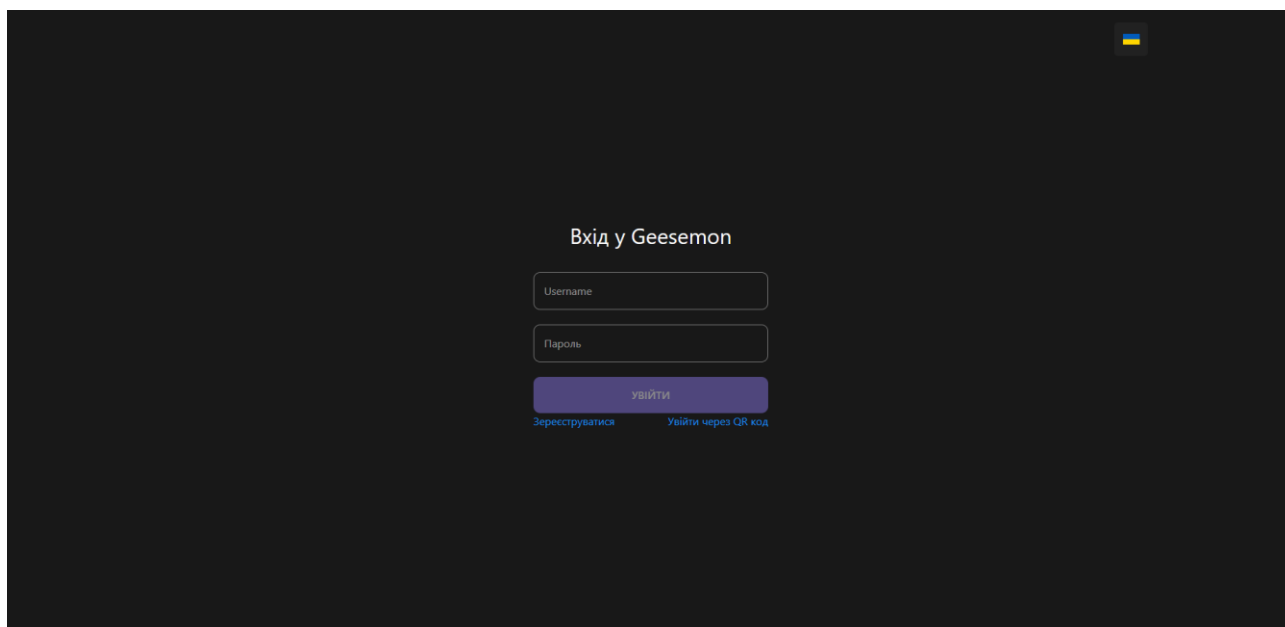 Вхід у Geesemon
Username
Пароль
УВІЙТИ
Зареєструватися Увійти через QR код